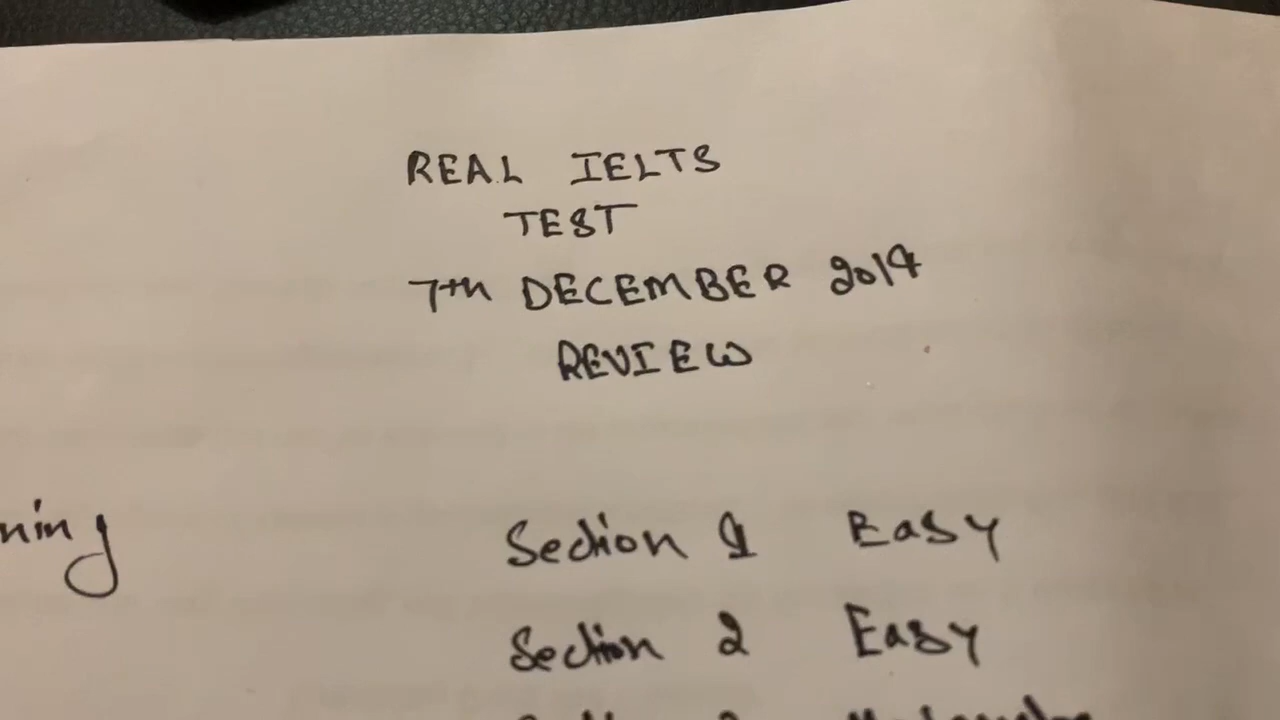 REAL IELTS
TEST
7TH DECEMBER 2019
REVIEW
ning Section 1 Easy
Section 2 Easy